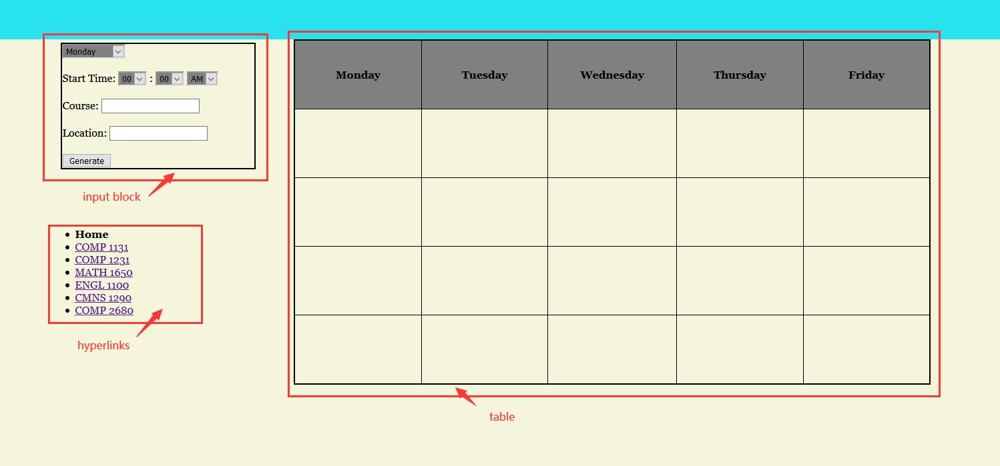 Monday
Start Time: 00 : 00 AM
Course:
Location:
Generate
input block
Home
COMP 1131
COMP 1231
MATH 1650
ENGL 1100
CMNS 1290
COMP 2680
hyperlinks
Monday Tuesday Wednesday Thursday Friday
table